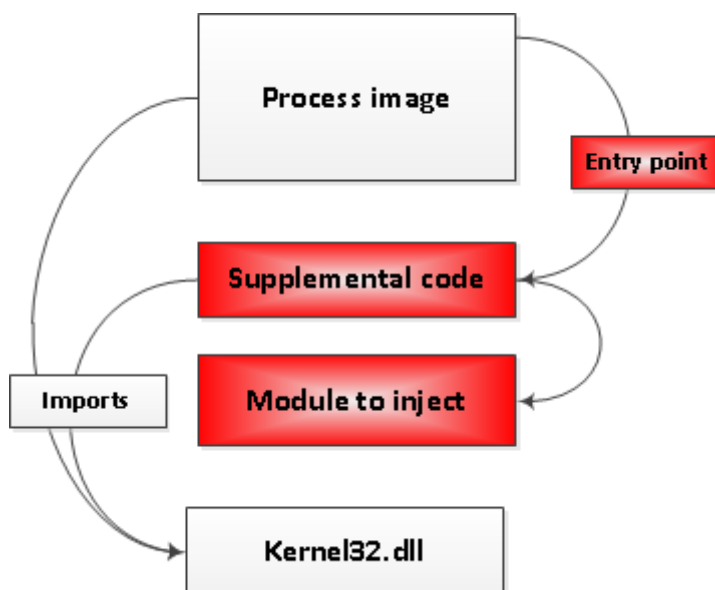 Process image
Entry point
Supplemental code
Module to inject
Imports
Kernel32.dll